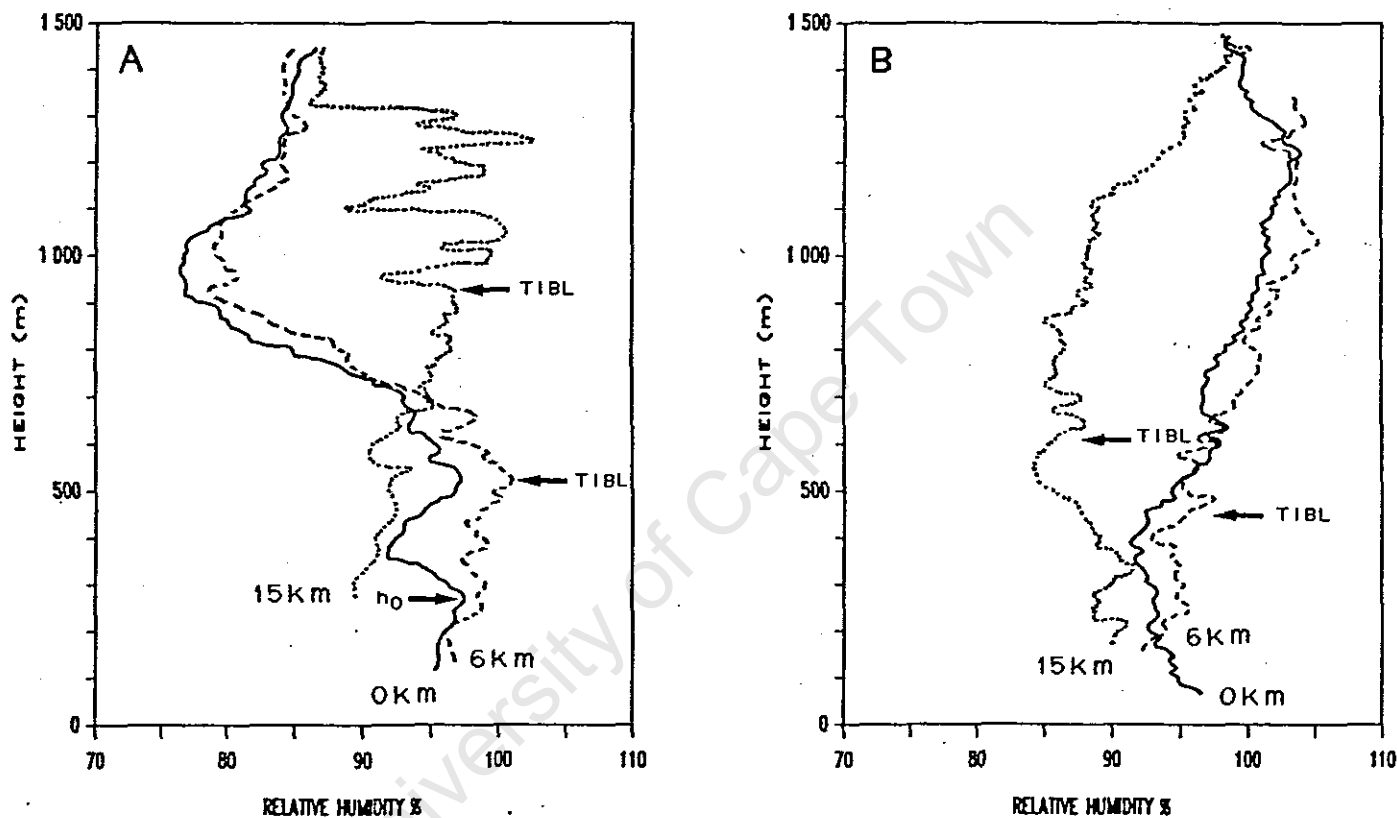 A
1 500
1 000
500
0
HEIGHT (m)
TIBL
TIBL
15Km
h0
6Km
0Km
70
80
90
100
110
RELATIVE HUMIDITY %
B
1 500
1 000
500
0
HEIGHT (m)
TIBL
TIBL
6Km
15Km
0Km
70
80
90
100
110
RELATIVE HUMIDITY %
University of Cape Town